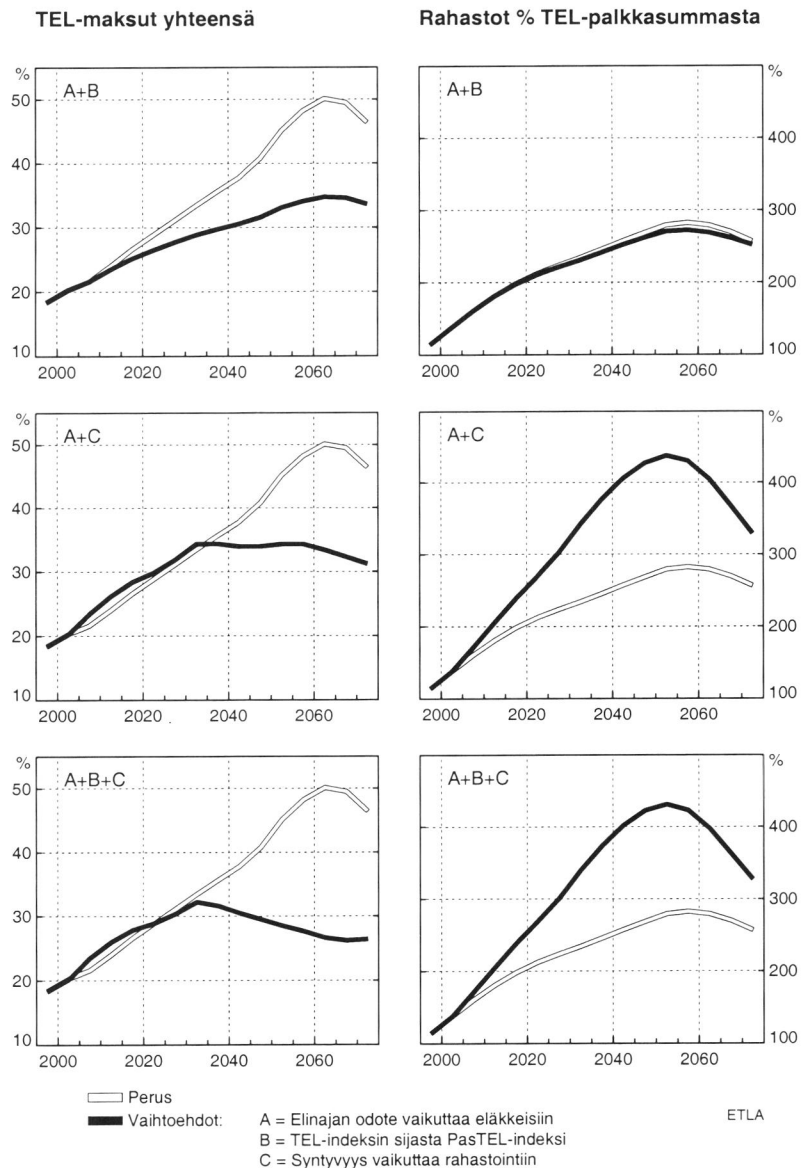 TEL-maksut yhteensä
Rahastot % TEL-palkkasummasta
%
A+B
50
40
30
20
10
2000 2020 2040 2060
%
A+B
400
300
200
100
2000 2020 2040 2060
%
A+C
50
40
30
20
10
2000 2020 2040 2060
%
A+C
400
300
200
100
2000 2020 2040 2060
%
A+B+C
50
40
30
20
10
2000 2020 2040 2060
%
A+B+C
400
300
200
100
2000 2020 2040 2060
Perus
Vaihtoehdot: A = Elinajan odote vaikuttaa eläkkeisiin
B = TEL-indeksin sijasta PasTEL-indeksi
C = Syntyvyys vaikuttaa rahastointiin
ETLA